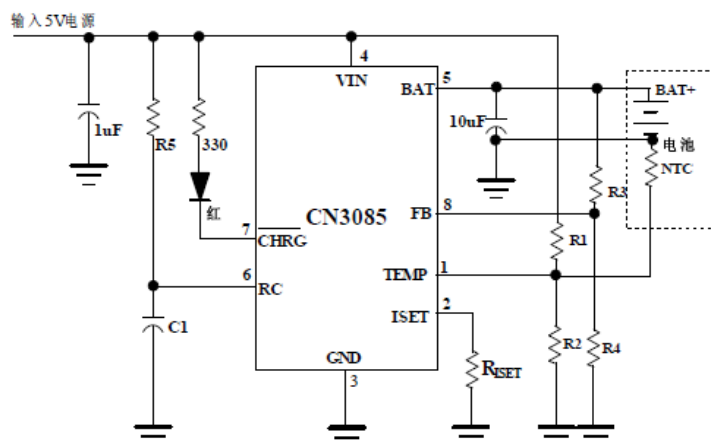 输入5V电源
4
VIN
5
BAT
BAT+
1uF
R5
330
10uF
电池
NTC
红
CN3085
R3
8
FB
7
CHRG
R1
6
RC
1
TEMP
2
ISET
C1
R2
R4
RISET
GND
3